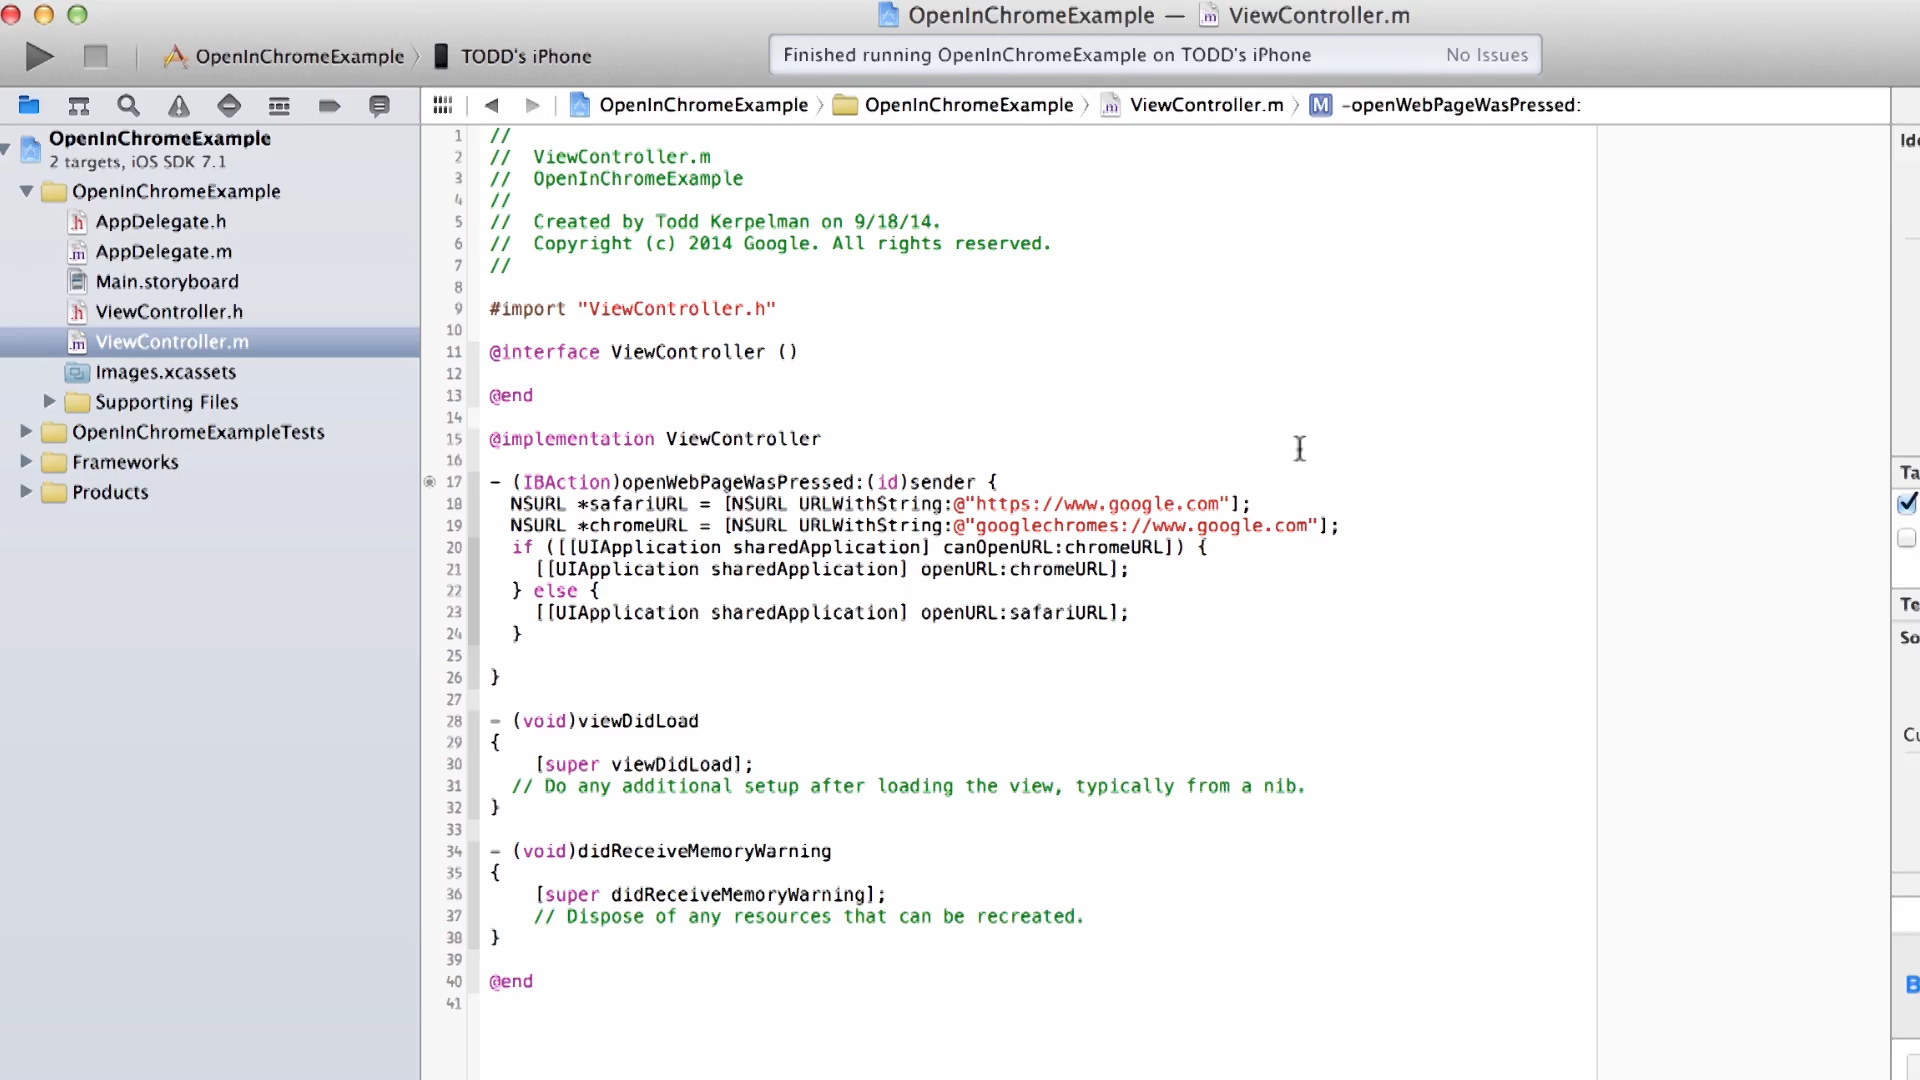 OpenInChromeExample — ViewController.m
OpenInChromeExample TODD's iPhone
Finished running OpenInChromeExample on TODD's iPhone No Issues
OpenInChromeExample OpenInChromeExample ViewController.m M -openWebPageWasPressed:
OpenInChromeExample
2 targets, iOS SDK 7.1
OpenInChromeExample
AppDelegate.h
AppDelegate.m
Main.storyboard
ViewController.h
ViewController.m
Images.xcassets
Supporting Files
OpenInChromeExampleTests
Frameworks
Products
1 //
2 // ViewController.m
3 // OpenInChromeExample
4 //
5 // Created by Todd Kerpelman on 9/18/14.
6 // Copyright (c) 2014 Google. All rights reserved.
7 //
8
9 #import "ViewController.h"
10
11 @interface ViewController ()
12
13 @end
14
15 @implementation ViewController
16
17 - (IBAction)openWebPageWasPressed:(id)sender {
18 NSURL *safariURL = [NSURL URLWithString:@"https://www.google.com"];
19 NSURL *chromeURL = [NSURL URLWithString:@"googlechromes://www.google.com"];
20 if ([[UIApplication sharedApplication] canOpenURL:chromeURL]) {
21 [[UIApplication sharedApplication] openURL:chromeURL];
22 } else {
23 [[UIApplication sharedApplication] openURL:safariURL];
24 }
25
26 }
27
28 - (void)viewDidLoad
29 {
30 [super viewDidLoad];
31 // Do any additional setup after loading the view, typically from a nib.
32 }
33
34 - (void)didReceiveMemoryWarning
35 {
36 [super didReceiveMemoryWarning];
37 // Dispose of any resources that can be recreated.
38 }
39
40 @end
41